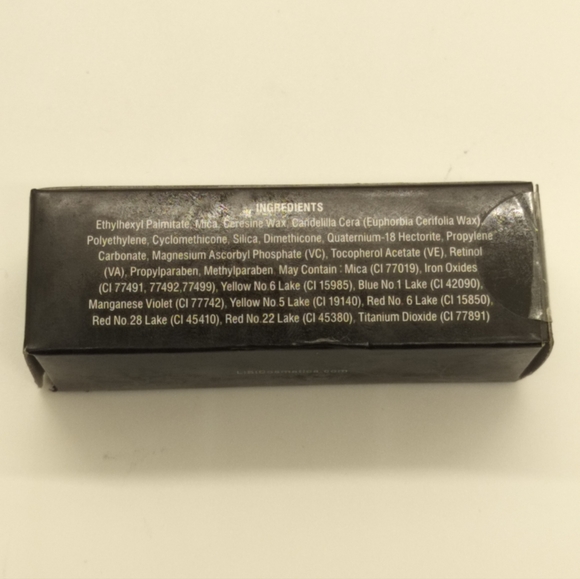 INGREDIENTS
Ethylhexyl Palmitate, Mica, Ceresine Wax, Candelilla Cera (Euphorbia Cerifolia Wax),
Polyethylene, Cyclomethicone, Silica, Dimethicone, Quaternium-18 Hectorite, Propylene
Carbonate, Magnesium Ascorbyl Phosphate (VC), Tocopherol Acetate (VE), Retinol
(VA), Propylparaben, Methylparaben May Contain : Mica (CI 77019), Iron Oxides
(CI 77491, 77492,77499), Yellow No.6 Lake (CI 15985), Blue No.1 Lake (CI 42090),
Manganese Violet (CI 77742), Yellow No.5 Lake (CI 19140), Red No. 6 Lake (CI 15850),
Red No.28 Lake (CI 45410), Red No.22 Lake (CI 45380), Titanium Dioxide (CI 77891)